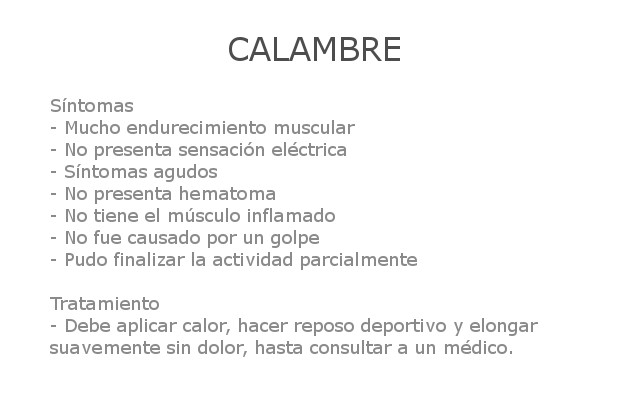 CALAMBRE
Síntomas
- Mucho endurecimiento muscular
- No presenta sensación eléctrica
- Síntomas agudos
- No presenta hematoma
- No tiene el músculo inflamado
- No fue causado por un golpe
- Pudo finalizar la actividad parcialmente
Tratamiento
- Debe aplicar calor, hacer reposo deportivo y elongar
suavemente sin dolor, hasta consultar a un médico.